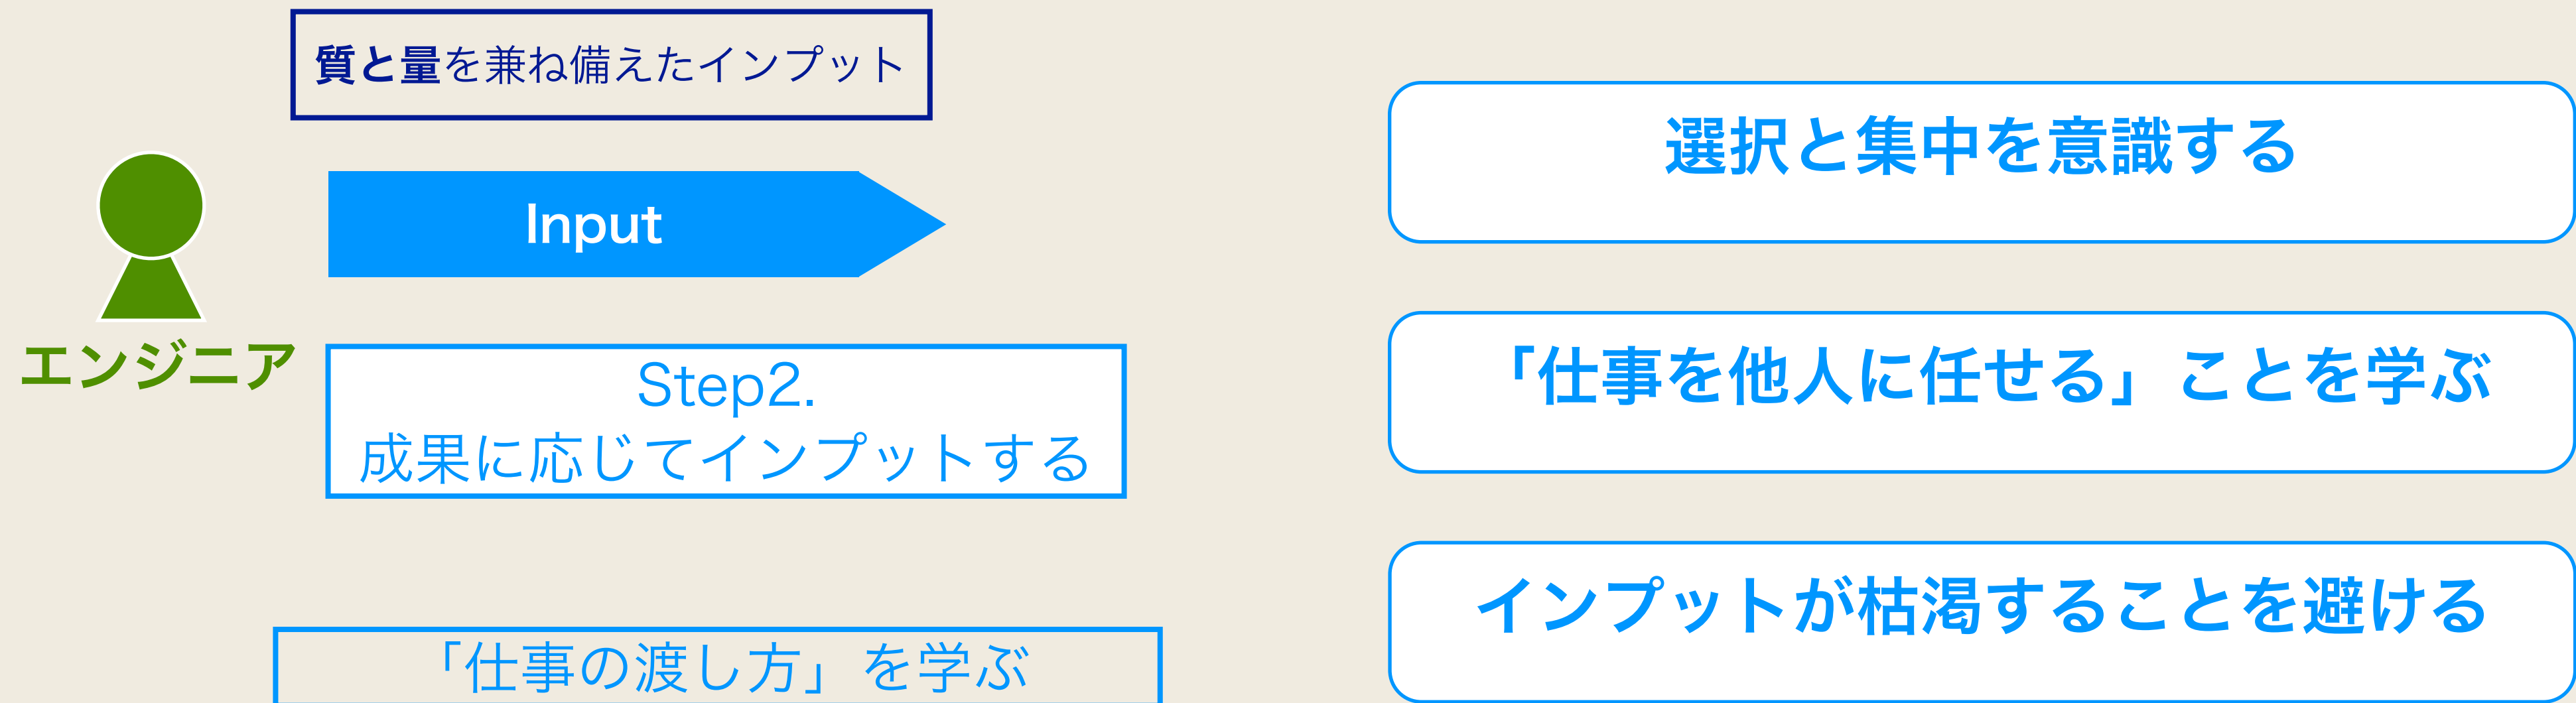 質と量を兼ね備えたインプット
Input
エンジニア
Step2.
成果に応じてインプットする
「仕事の渡し方」を学ぶ
選択と集中を意識する
「仕事を他人に任せる」ことを学ぶ
インプットが枯渇することを避ける